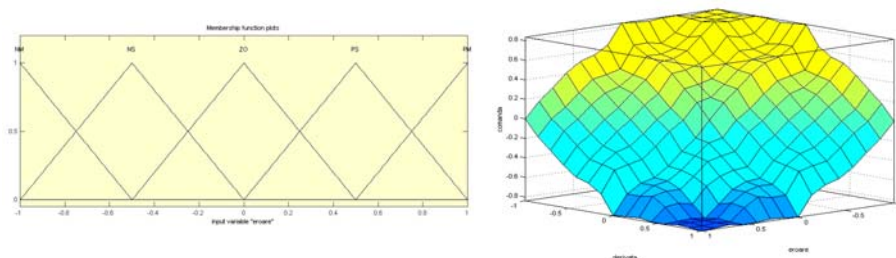 Membership function plots
NM NS ZO PS PM
1
0.5
0
-1 -0.8 -0.6 -0.4 -0.2 0 0.2 0.4 0.6 0.8 1
input variable "eroare"
0.8
0.6
0.4
0.2
0
-0.2
-0.4
-0.6
-0.8
comanda
-0.5 0 0.5 1
1 0.5 0 -0.5
eroare